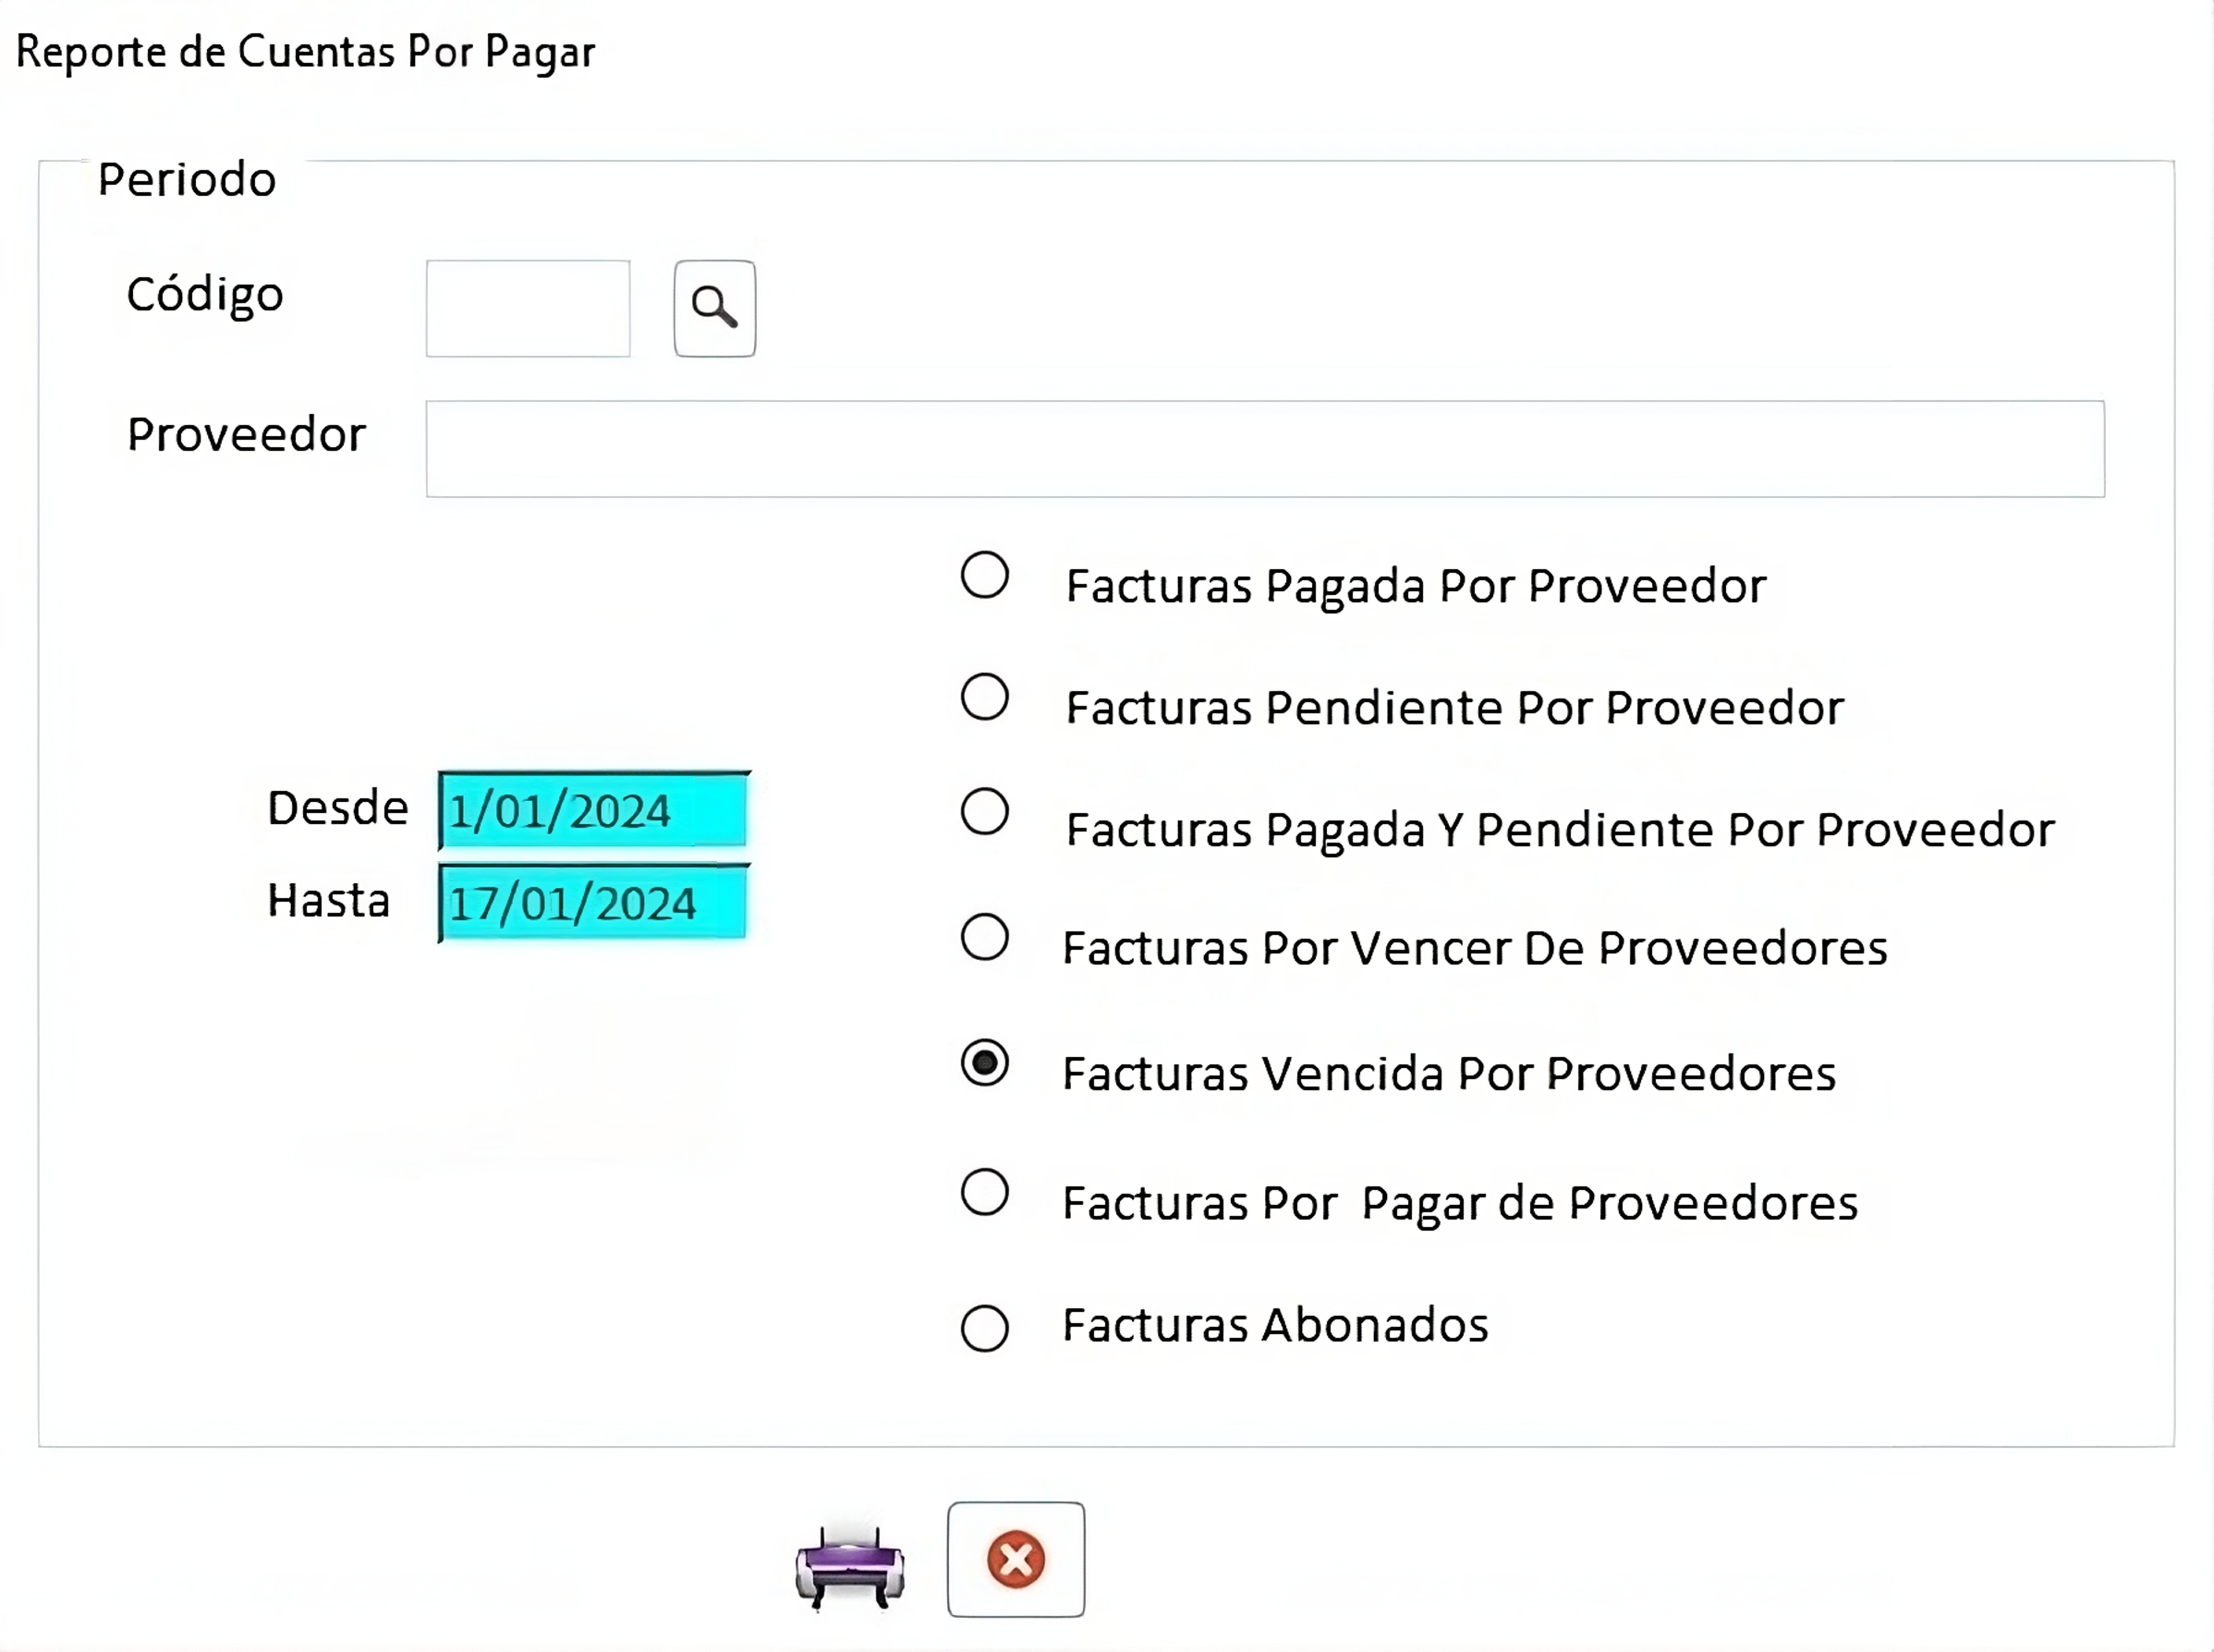 Reporte de Cuentas Por Pagar
Periodo
Código
Proveedor
Facturas Pagada Por Proveedor
Facturas Pendiente Por Proveedor
Desde 1/01/2024
Facturas Pagada Y Pendiente Por Proveedor
Hasta 17/01/2024
Facturas Por Vencer De Proveedores
Facturas Vencida Por Proveedores
Facturas Por Pagar de Proveedores
Facturas Abonados